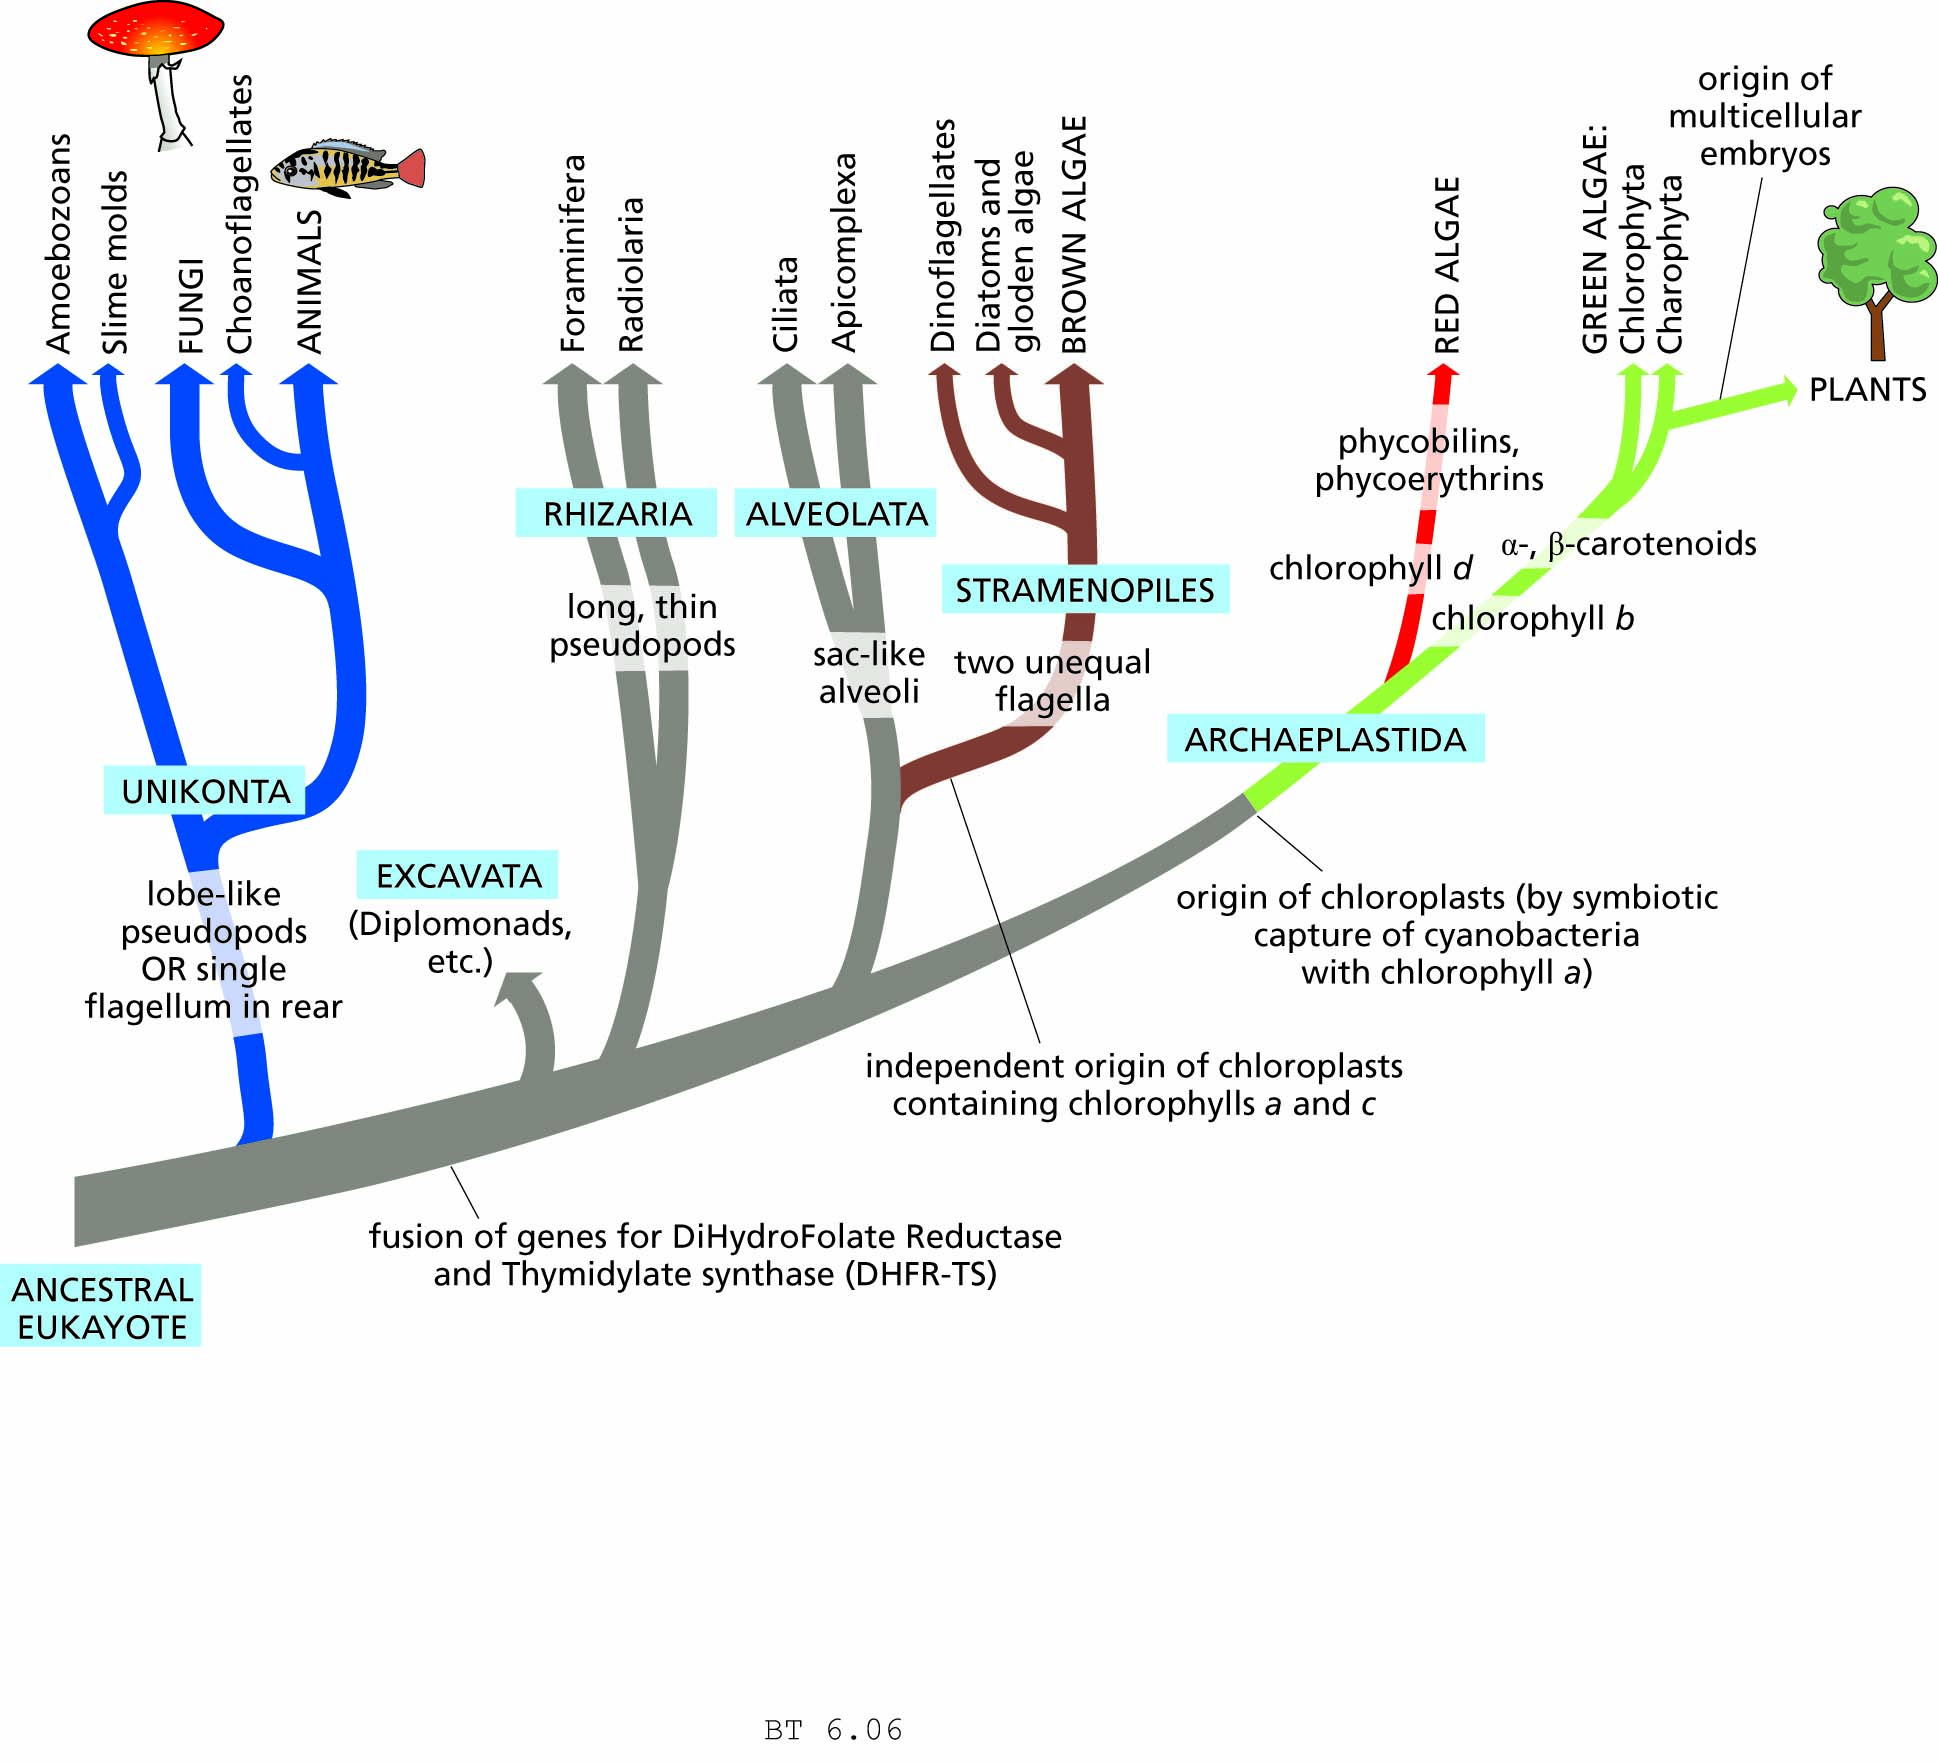 Amoebozoans
Slime molds
FUNGI
Choanoflagellates
ANIMALS
Foraminifera
Radiolaria
Ciliata
Apicomplexa
Dinoflagellates
Diatoms and
gloden algae
BROWN ALGAE
RED ALGAE
GREEN ALGAE:
Chlorophyta
Charophyta
origin of
multicellular
embryos
PLANTS
phycobilins,
phycoerythrins
chlorophyll d
α-, β-carotenoids
chlorophyll b
RHIZARIA
ALVEOLATA
STRAMENOPILES
long, thin
pseudopods
sac-like
alveoli
two unequal
flagella
ARCHAEPLASTIDA
UNIKONTA
EXCAVATA
(Diplomonads,
etc.)
lobe-like
pseudopods
OR single
flagellum in rear
origin of chloroplasts (by symbiotic
capture of cyanobacteria
with chlorophyll a)
independent origin of chloroplasts
containing chlorophylls a and c
fusion of genes for DiHydroFolate Reductase
and Thymidylate synthase (DHFR-TS)
ANCESTRAL
EUKAYOTE
BT 6.06